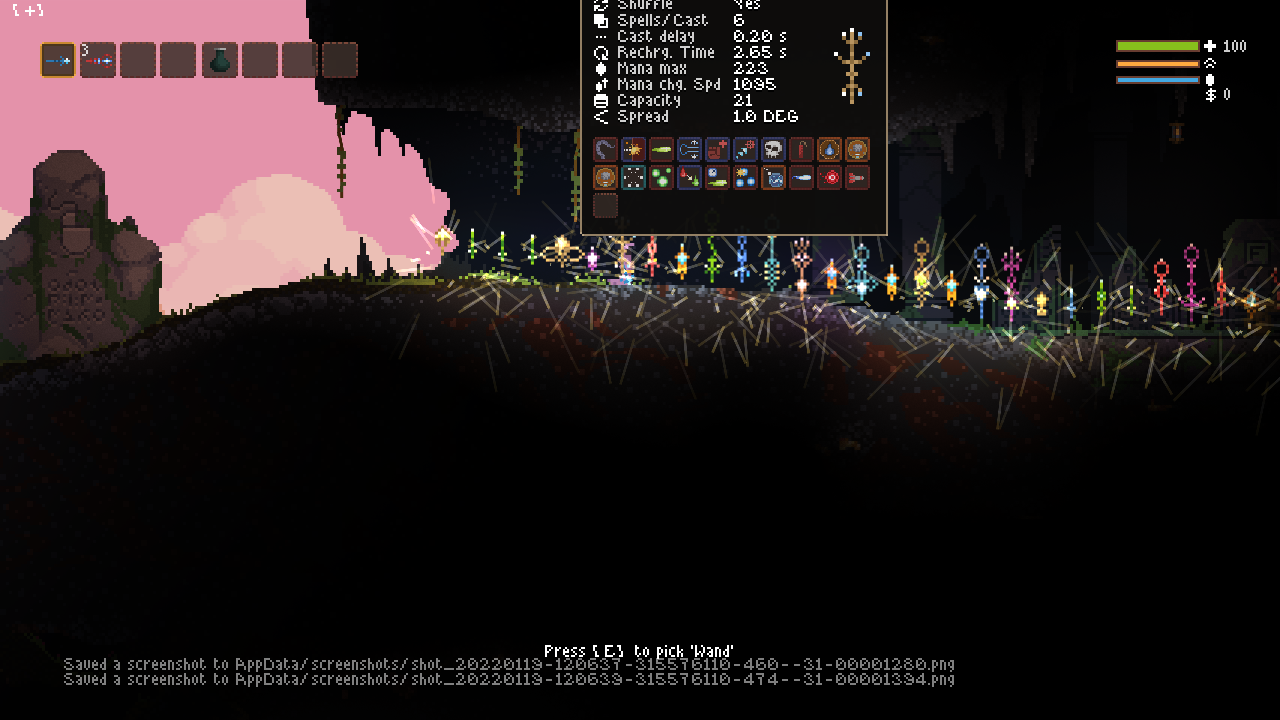 [+]
3
Shuffle Yes
Spells/Cast 6
Cast delay 0.20 s
Rechrg. Time 2.65 s
Mana max 223
Mana chg. Spd 1095
Capacity 21
Spread 1.0 DEG
100
$ 0
F
Press [E] to pick 'Wand'
Saved a screenshot to AppData/screenshots/shot_20220119-120637-315576110-460--31-00001280.png
Saved a screenshot to AppData/screenshots/shot_20220119-120639-315576110-474--31-00001394.png